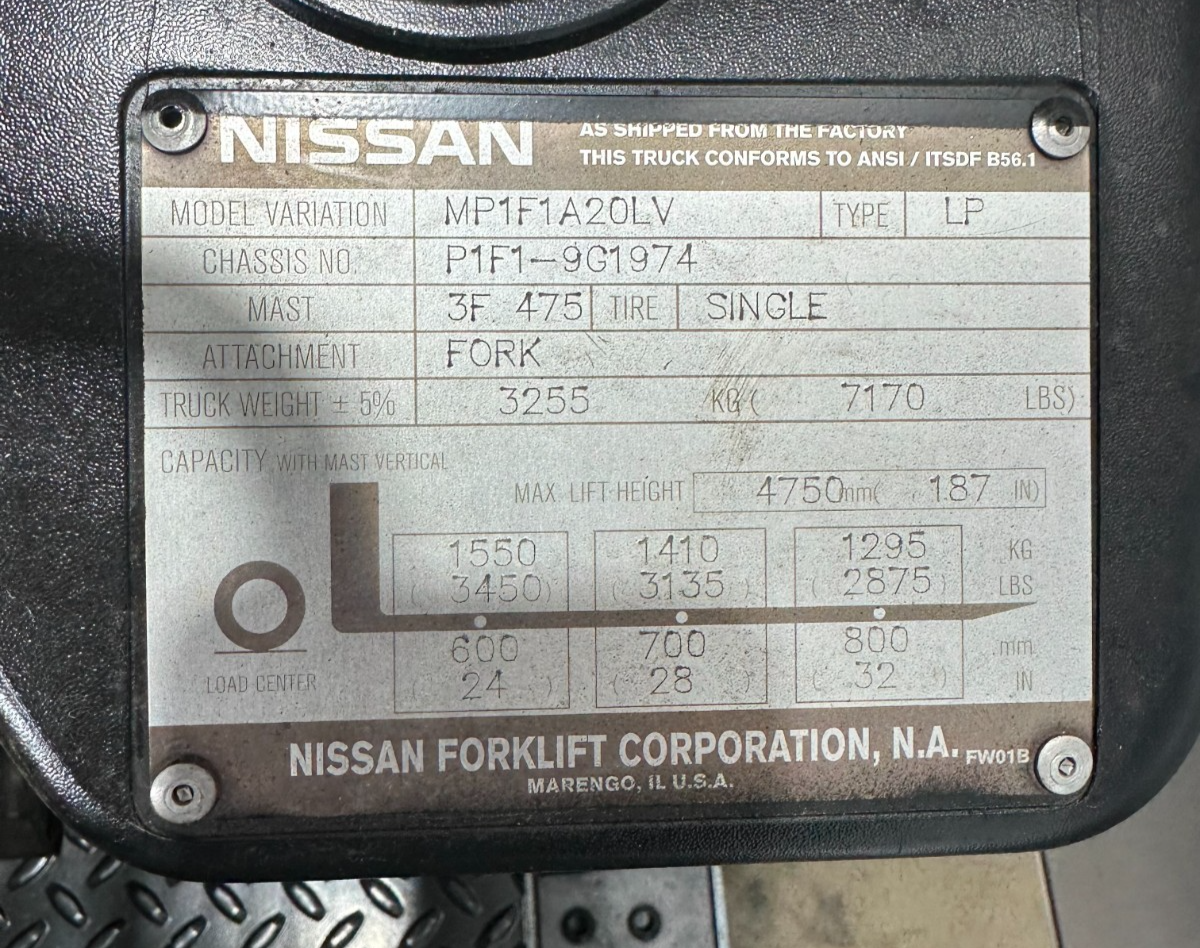 NISSAN AS SHIPPED FROM THE FACTORY
THIS TRUCK CONFORMS TO ANSI / ITSDF B56.1
MODEL VARIATION MP1F1A20LV TYPE LP
CHASSIS NO. P1F1-9G1974
MAST 3F 475 TIRE SINGLE
ATTACHMENT FORK
TRUCK WEIGHT ± 5% 3255 KG ( 7170 LBS)
CAPACITY WITH MAST VERTICAL
MAX. LIFT HEIGHT 4750mm( 187 IN)
1550 1410 1295 KG
( 3450) ( 3135 ) ( 2875) LBS
600 700 800 mm
LOAD CENTER ( 24 ) ( 28 ) ( 32 ) IN
NISSAN FORKLIFT CORPORATION, N.A. FW01B
MARENGO, IL U.S.A.